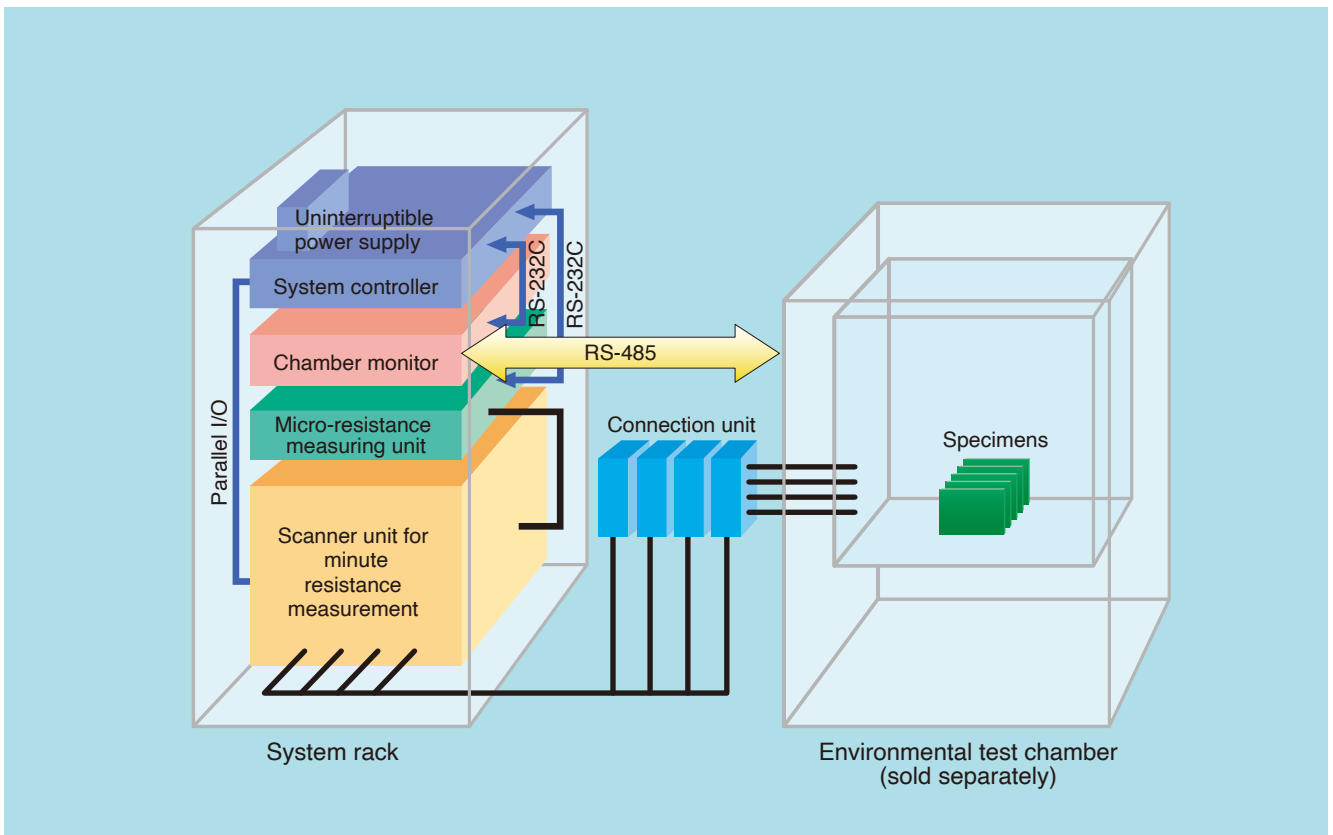 Uninterruptible
power supply
System controller
Chamber monitor
Micro-resistance
measuring unit
Scanner unit for
minute
resistance
measurement
Parallel I/O
RS-232C
RS-232C
RS-485
Connection unit
Specimens
System rack
Environmental test chamber
(sold separately)